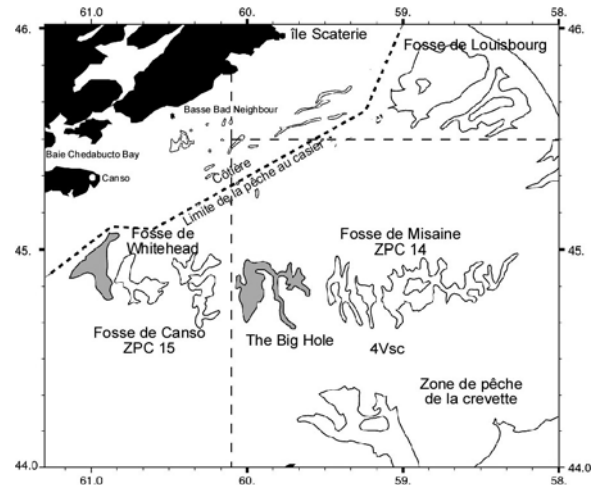 46.
île Scaterie
Fosse de Louisbourg
Basse Bad Neighbour
Baie Chedabucto Bay
Canso
Côtière
Limite de la pêche au casier
45.
Fosse de
Whitehead
Fosse de Misaine
ZPC 14
45.
Fosse de Canso
ZPC 15
The Big Hole
4Vsc
Zone de pêche
de la crevette
44.0
44.0
61.0
60.
59.
58.
61.0
60.
59.
58.